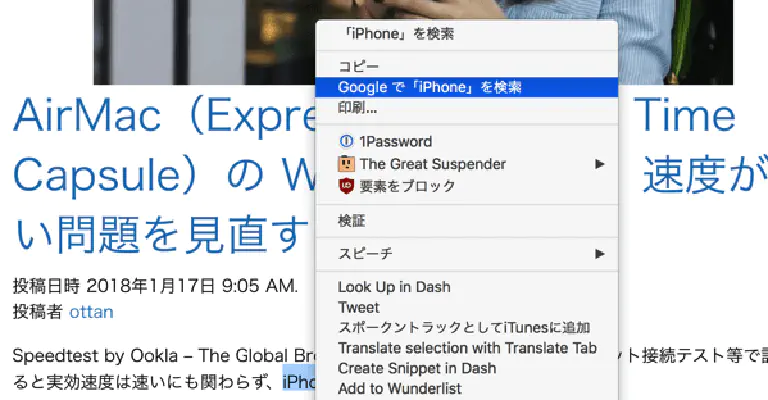 「iPhone」を検索
コピー
Google で「iPhone」を検索
印刷...
1Password
The Great Suspender
要素をブロック
検証
スピーチ
Look Up in Dash
Tweet
スポークントラックとしてiTunesに追加
Translate selection with Translate Tab
Create Snippet in Dash
Add to Wunderlist
AirMac（Expre Time
Capsule）の W 速度が
い問題を見直す
投稿日時 2018年1月17日 9:05 AM.
投稿者 ottan
Speedtest by Ookla – The Global Bro ット接続テスト等で
ると実効速度は速いにも関わらず、iPho